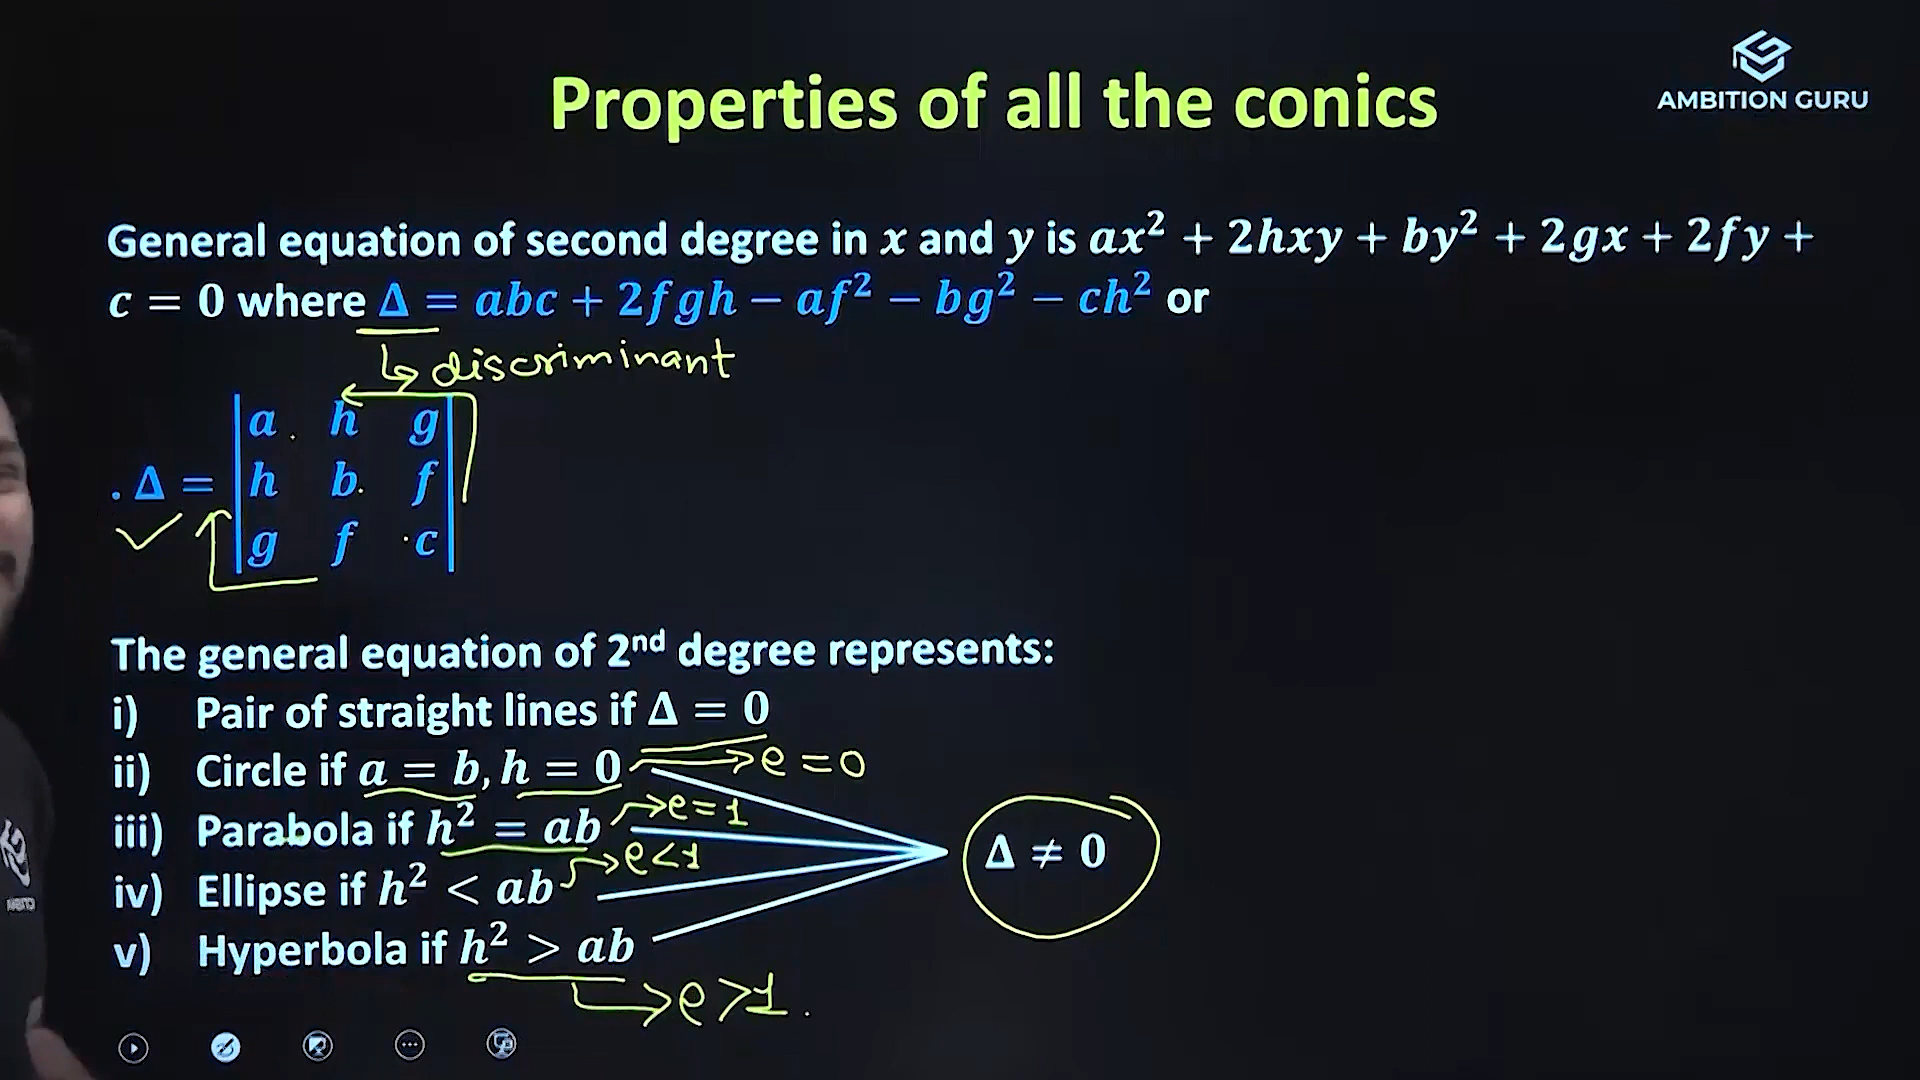 Properties of all the conics
AMBITION GURU
General equation of second degree in x and y is ax² + 2hxy + by² + 2gx + 2fy +
c = 0 where Δ = abc + 2fgh − af² − bg² − ch² or
↳ discriminant
a h g
. Δ = h b f
g f c
The general equation of 2nd degree represents:
i) Pair of straight lines if Δ = 0
ii) Circle if a = b, h = 0 → e = 0
iii) Parabola if h² = ab → e = 1
iv) Ellipse if h² < ab → e < 1
Δ ≠ 0
v) Hyperbola if h² > ab
→ e > 1.